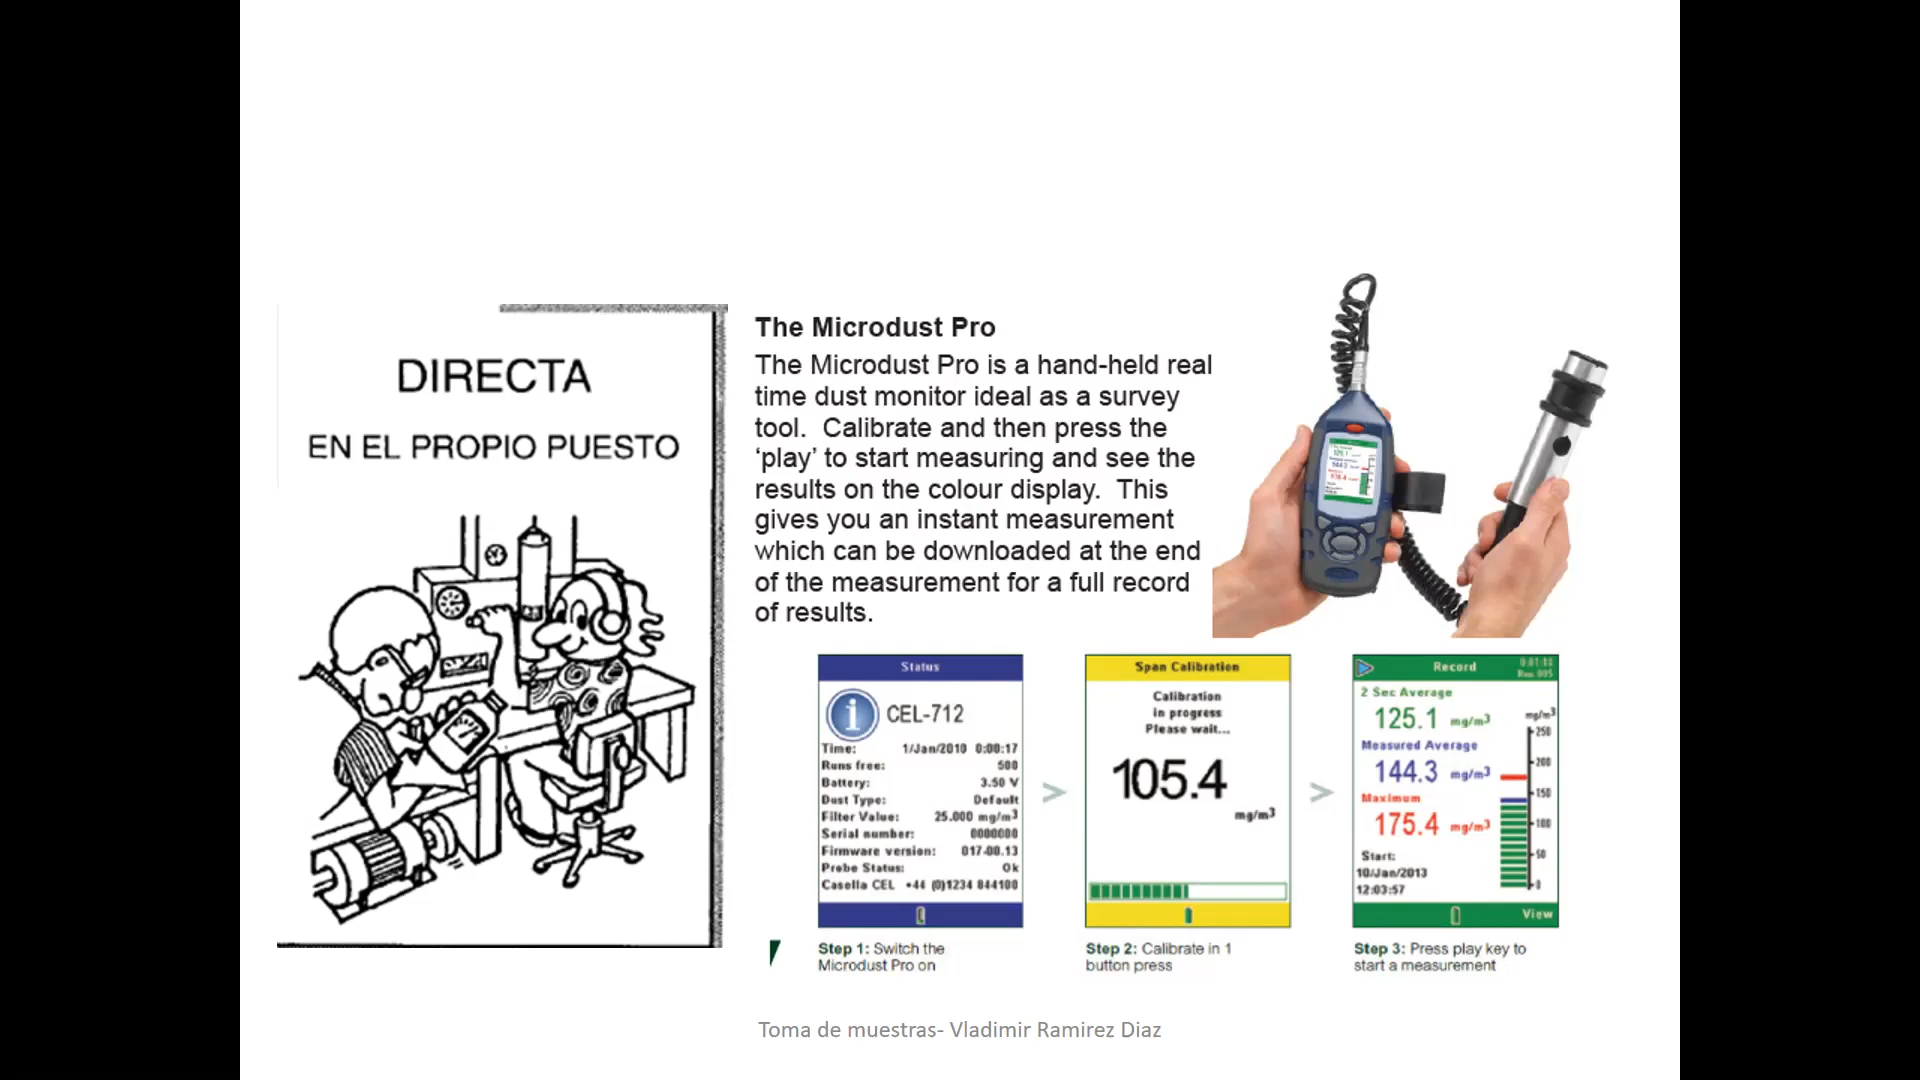 DIRECTA
EN EL PROPIO PUESTO
The Microdust Pro
The Microdust Pro is a hand-held real
time dust monitor ideal as a survey
tool. Calibrate and then press the
‘play’ to start measuring and see the
results on the colour display. This
gives you an instant measurement
which can be downloaded at the end
of the measurement for a full record
of results.
Status
CEL-712
Time: 1/Jan/2010 0:00:17
Runs free: 500
Battery: 3.50 V
Dust Type: Default
Filter Value: 25.000 mg/m³
Serial number: 0000000
Firmware version: 017-00.13
Probe Status: Ok
Casella CEL +44 (0)1234 844100
Step 1: Switch the
Microdust Pro on
Span Calibration
Calibration
in progress
Please wait...
105.4
mg/m³
Step 2: Calibrate in 1
button press
Record
2 Sec Average
125.1 mg/m³
Measured Average
144.3 mg/m³
Maximum
175.4 mg/m³
Start:
10/Jan/2013
12:03:57
mg/m³
250
200
150
100
50
0
View
Step 3: Press play key to
start a measurement
Toma de muestras- Vladimir Ramirez Diaz